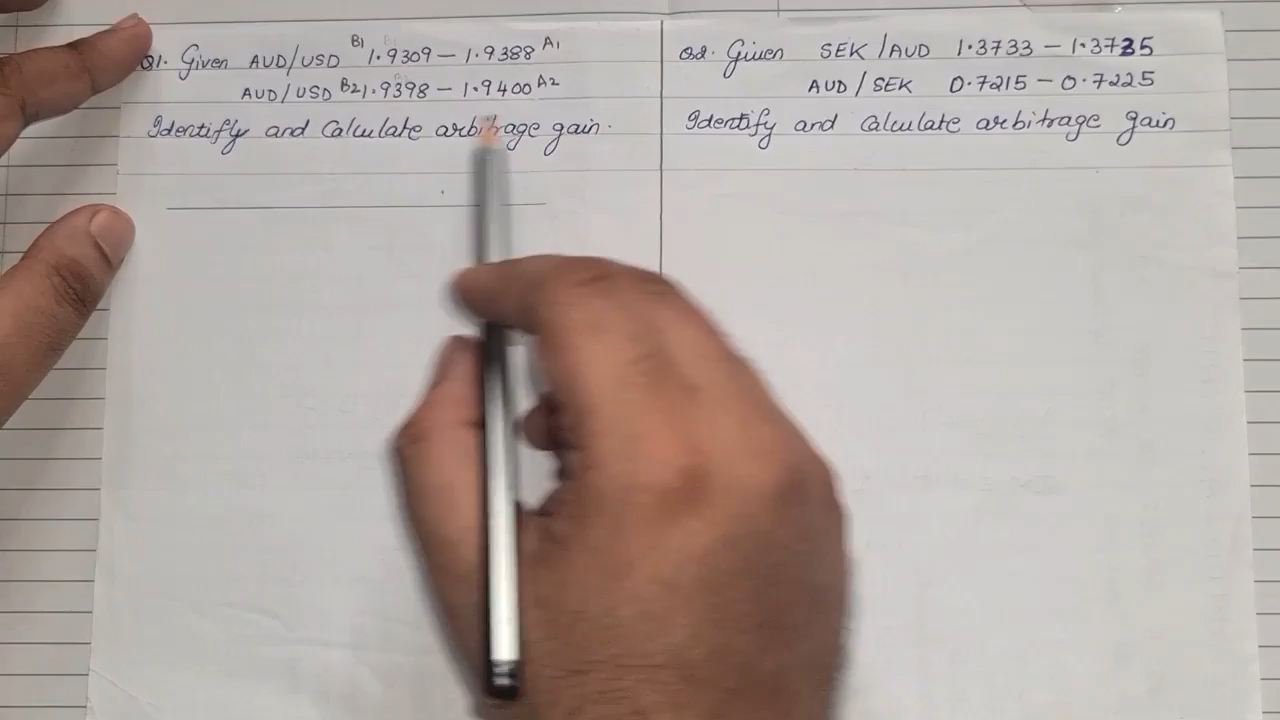 Q1. Given AUD/USD B1 1.9309 – 1.9388 A1
AUD/USD B2 1.9398 – 1.9400 A2
Identifly and calculate arbitrage gain.
Q2. Given SEK/AUD 1.3733 – 1.3735
AUD/SEK 0.7215 – 0.7225
Identify and calculate arbitrage gain